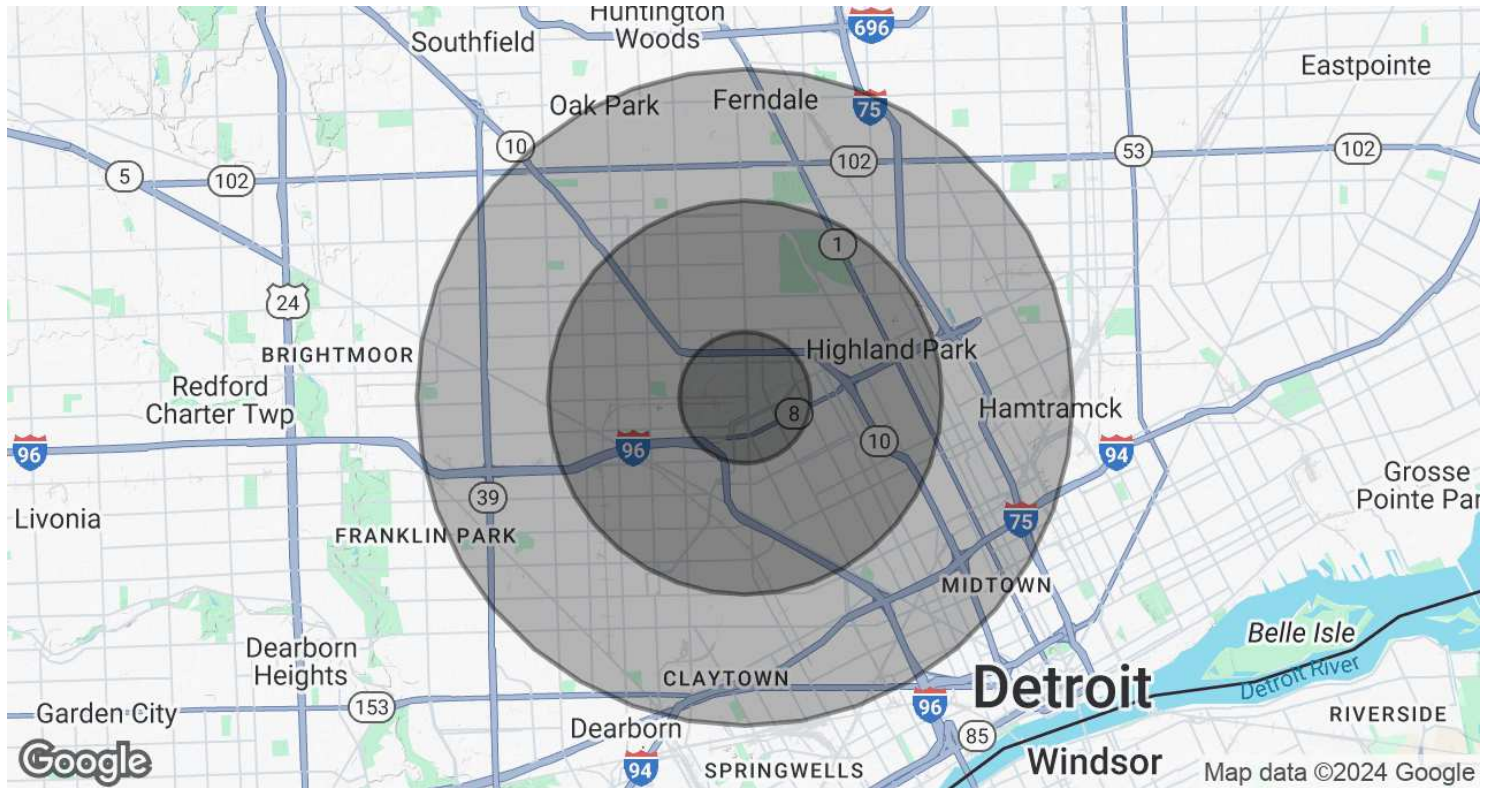 Huntington
Woods
696
Southfield
Eastpointe
Oak Park
Ferndale
75
10
102
53
102
5
102
1
24
BRIGHTMOOR
Highland Park
Redford
Charter Twp
8
Hamtramck
96
96
10
94
39
Grosse
Pointe Par
Livonia
75
FRANKLIN PARK
MIDTOWN
Belle Isle
Dearborn
Heights
Detroit River
CLAYTOWN
Detroit
153
96
Garden City
RIVERSIDE
Dearborn
85
Google
94
SPRINGWELLS
Windsor
Map data ©2024 Google